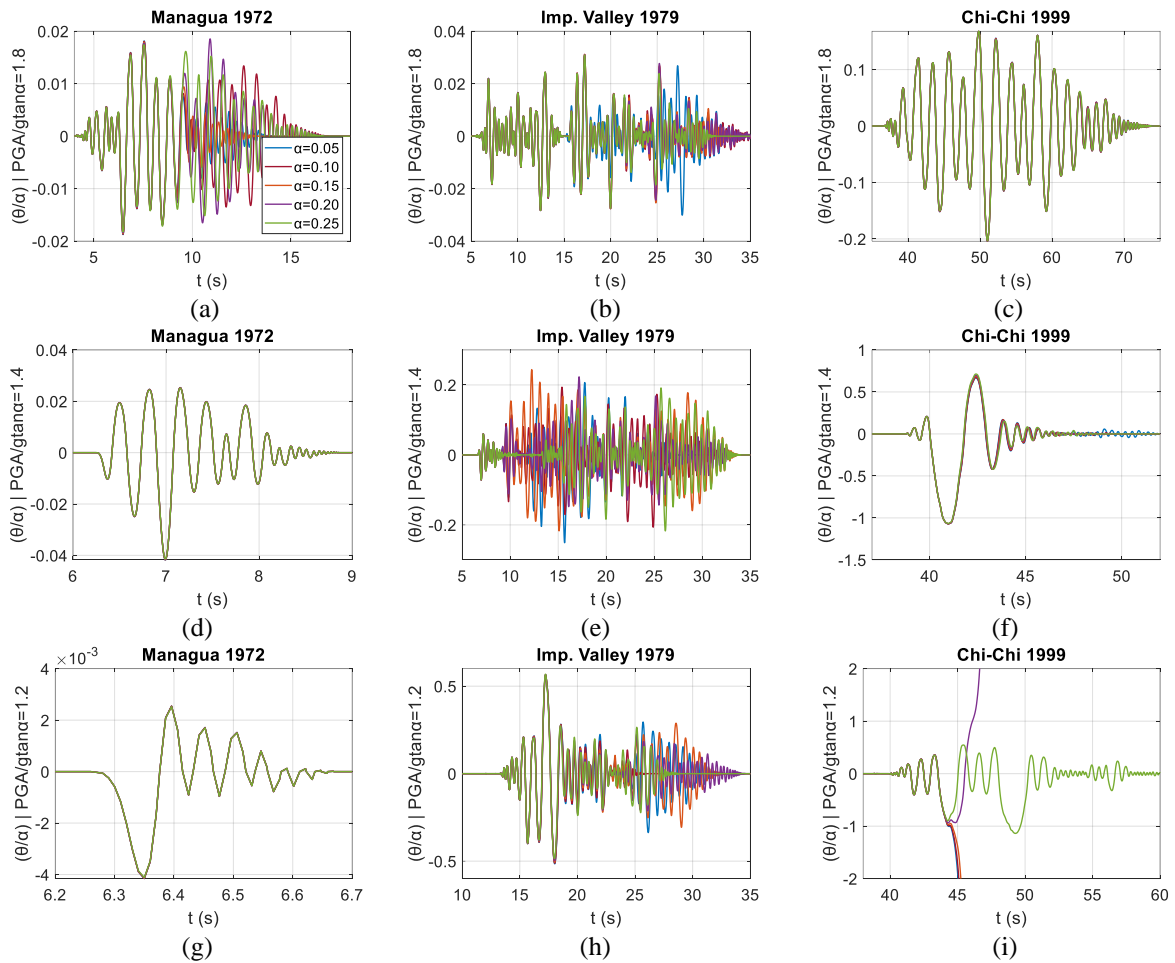 Managua 1972
(θ/α) | PGA/gtanα=1.8
0.02
0.01
0
-0.01
-0.02
5
10
15
t (s)
α=0.05
α=0.10
α=0.15
α=0.20
α=0.25
(a)
Imp. Valley 1979
(θ/α) | PGA/gtanα=1.8
0.04
0.02
0
-0.02
-0.04
5
10
15
20
25
30
35
t (s)
(b)
Chi-Chi 1999
(θ/α) | PGA/gtanα=1.8
0.1
0
-0.1
-0.2
40
50
60
70
t (s)
(c)
Managua 1972
(θ/α) | PGA/gtanα=1.4
0.04
0.02
0
-0.02
-0.04
6
7
8
9
t (s)
(d)
Imp. Valley 1979
(θ/α) | PGA/gtanα=1.4
0.2
0
-0.2
5
10
15
20
25
30
35
t (s)
(e)
Chi-Chi 1999
(θ/α) | PGA/gtanα=1.4
1
0.5
0
-0.5
-1
-1.5
40
45
50
t (s)
(f)
Managua 1972
×10⁻³
(θ/α) | PGA/gtanα=1.2
4
2
0
-2
-4
6.2
6.3
6.4
6.5
6.6
6.7
t (s)
(g)
Imp. Valley 1979
(θ/α) | PGA/gtanα=1.2
0.5
0
-0.5
10
15
20
25
30
35
t (s)
(h)
Chi-Chi 1999
(θ/α) | PGA/gtanα=1.2
2
1
0
-1
-2
40
45
50
55
60
t (s)
(i)